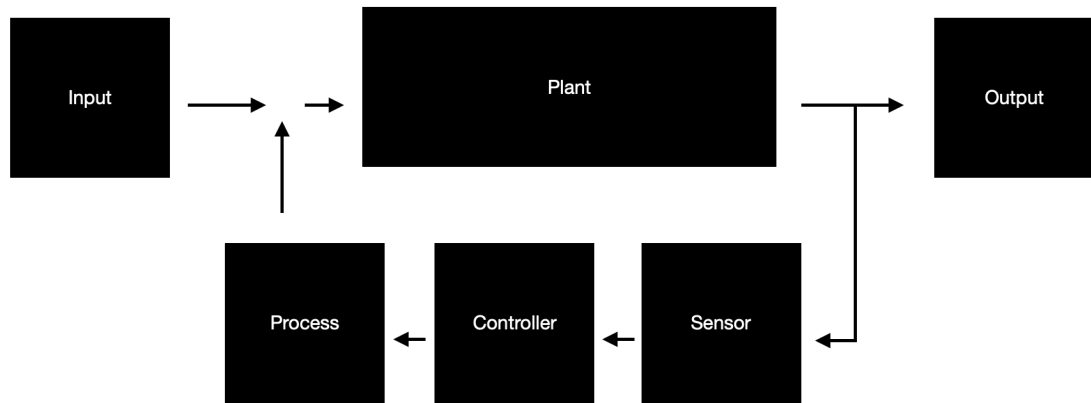 Input
Plant
Output
Process
Controller
Sensor